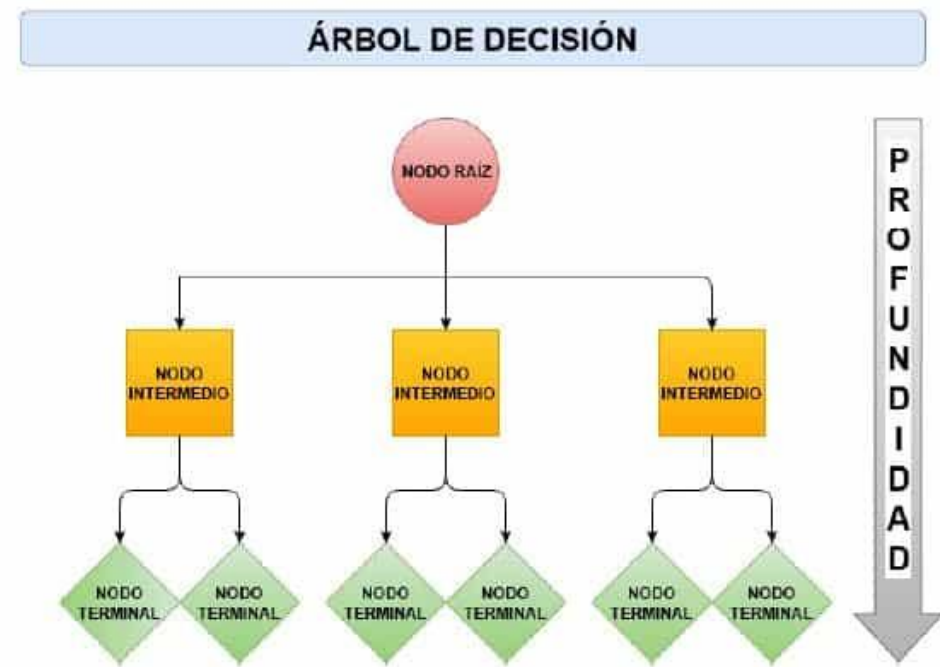 ÁRBOL DE DECISIÓN
NODO RAÍZ
NODO
INTERMEDIO
NODO
INTERMEDIO
NODO
INTERMEDIO
NODO
TERMINAL
NODO
TERMINAL
NODO
TERMINAL
NODO
TERMINAL
NODO
TERMINAL
NODO
TERMINAL
PROFUNDIDAD